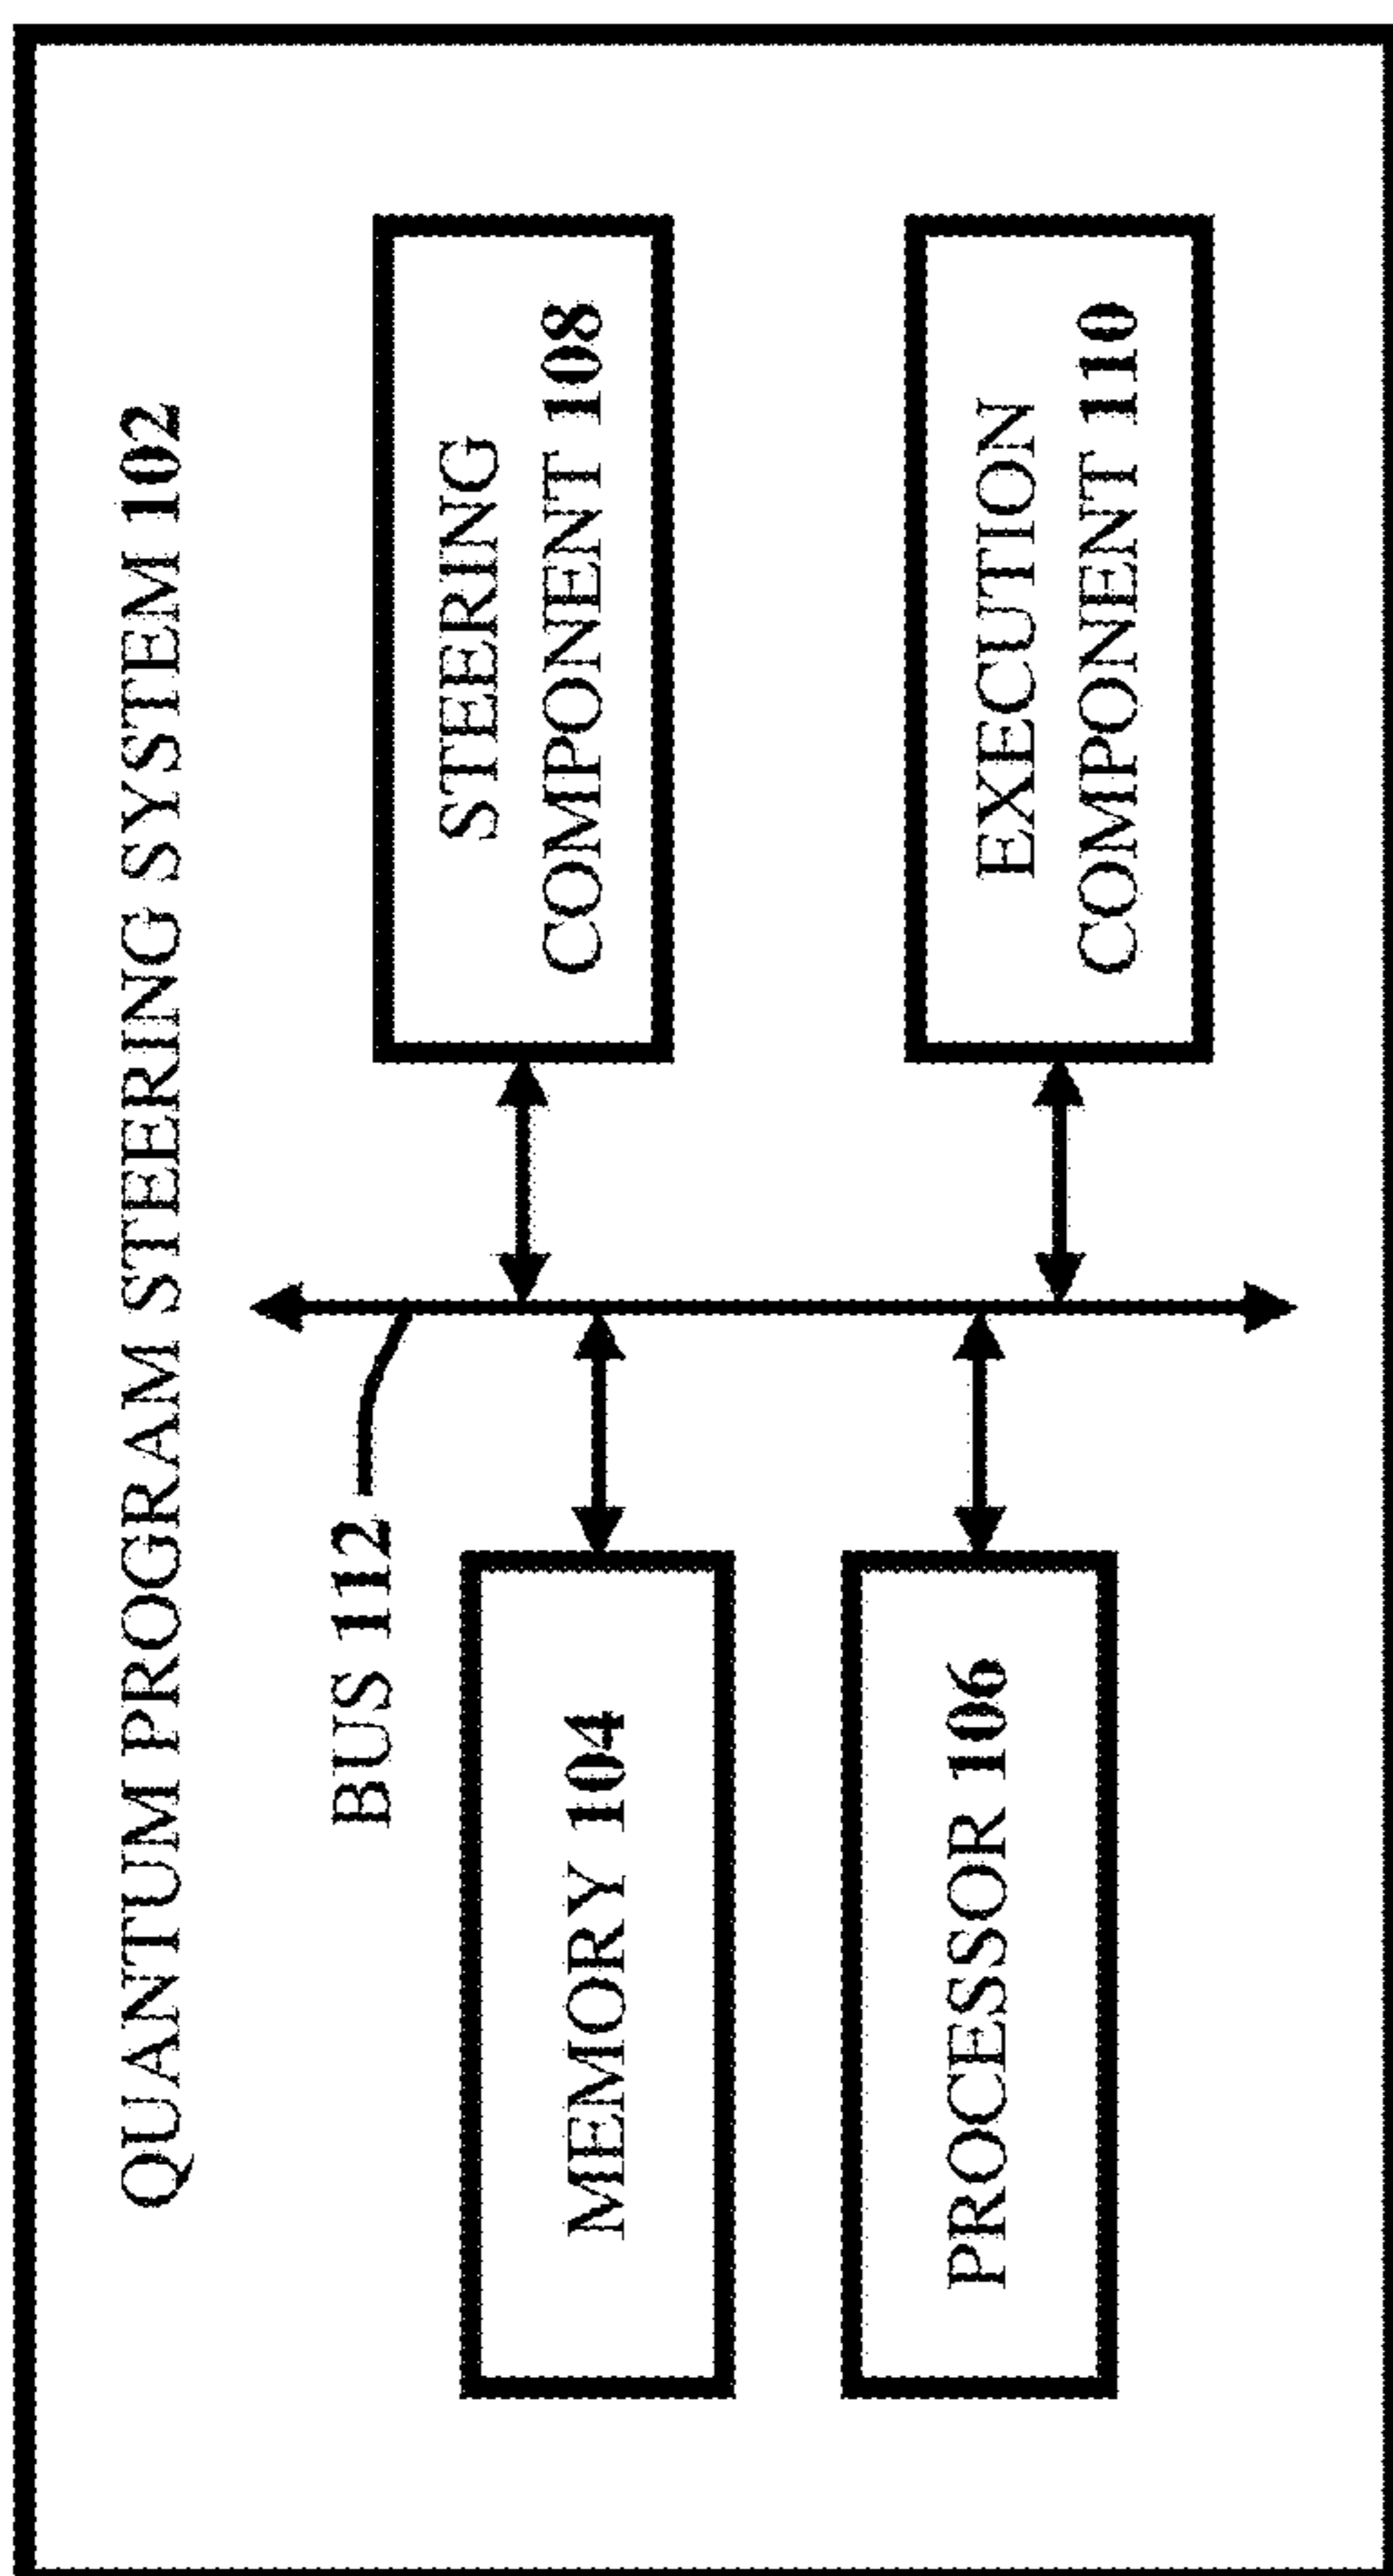 QUANTUM PROGRAM STEERING SYSTEM 102
BUS 112
MEMORY 104
PROCESSOR 106
STEERING
COMPONENT 108
EXECUTION
COMPONENT 110